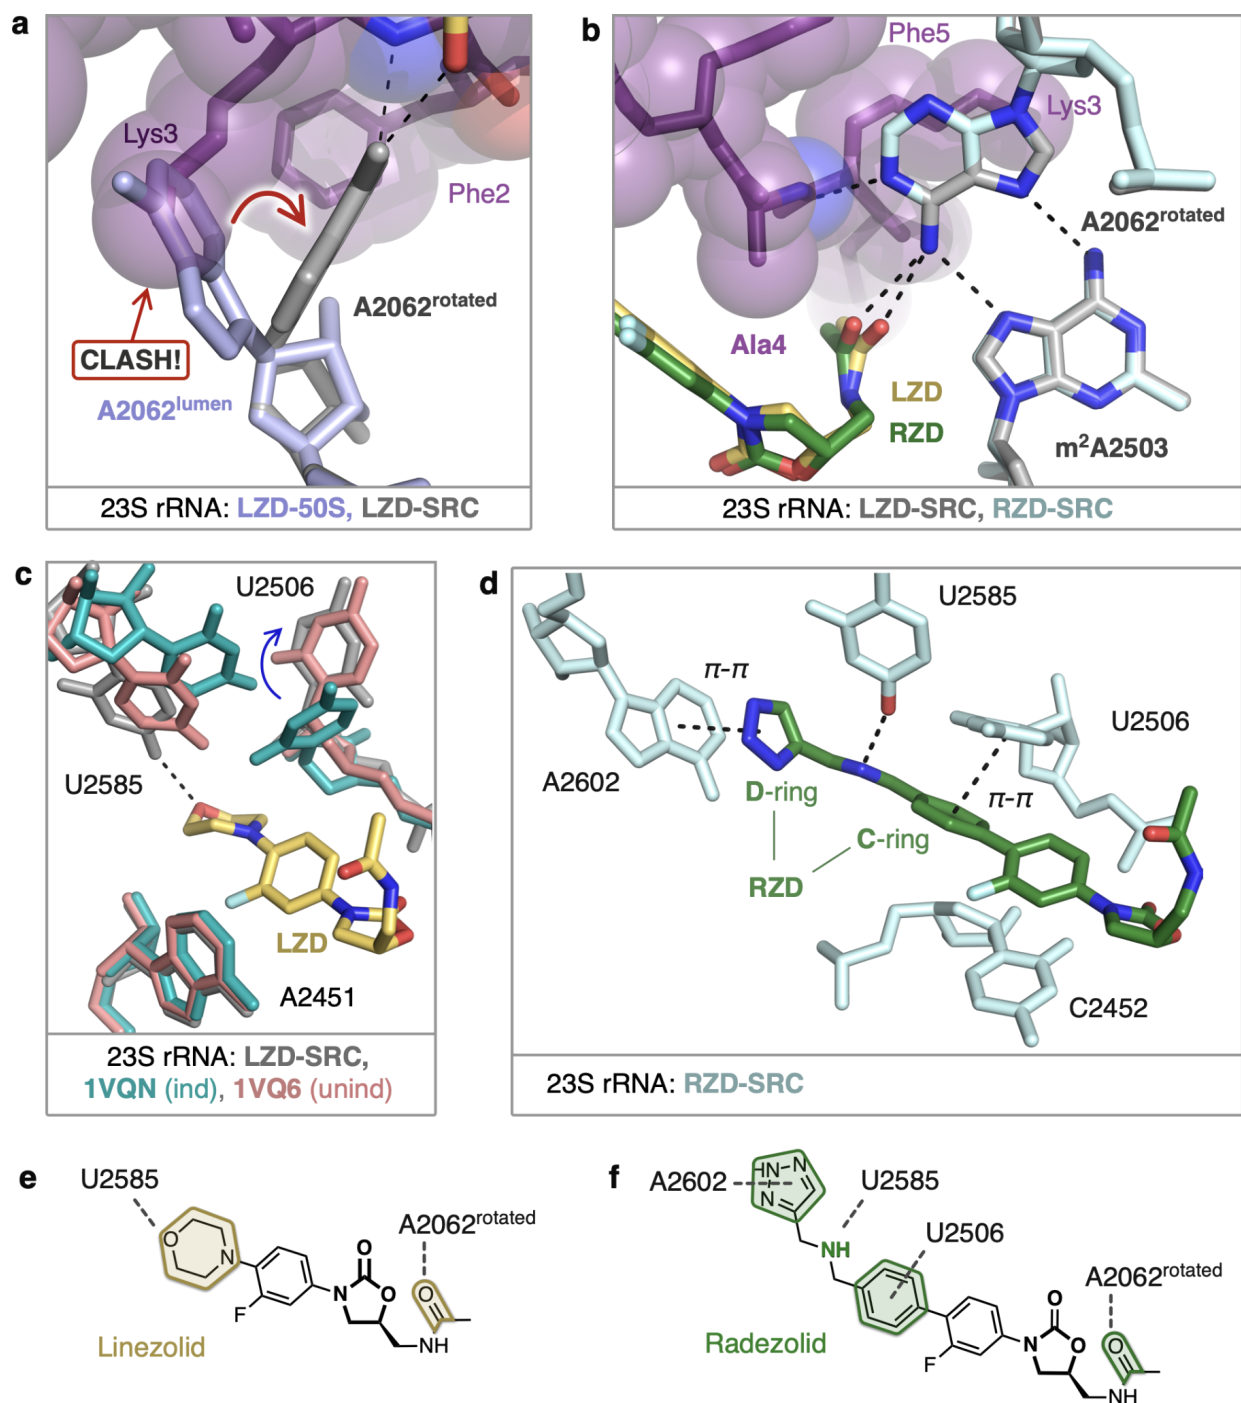 a
Lys3
Phe2
A2062rotated
CLASH!
A2062lumen
23S rRNA: LZD-50S, LZD-SRC
b
Phe5
Lys3
A2062rotated
Ala4
LZD
RZD
m2A2503
23S rRNA: LZD-SRC, RZD-SRC
c
U2506
U2585
LZD
A2451
23S rRNA: LZD-SRC,
1VQN (ind), 1VQ6 (unind)
d
U2585
π-π
U2506
A2602
D-ring
π-π
C-ring
RZD
C2452
23S rRNA: RZD-SRC
e
U2585
A2062rotated
O
N
O
O
N
O
F
NH
Linezolid
f
A2602
HN
N
N
U2585
NH
U2506
A2062rotated
O
O
N
O
F
NH
Radezolid